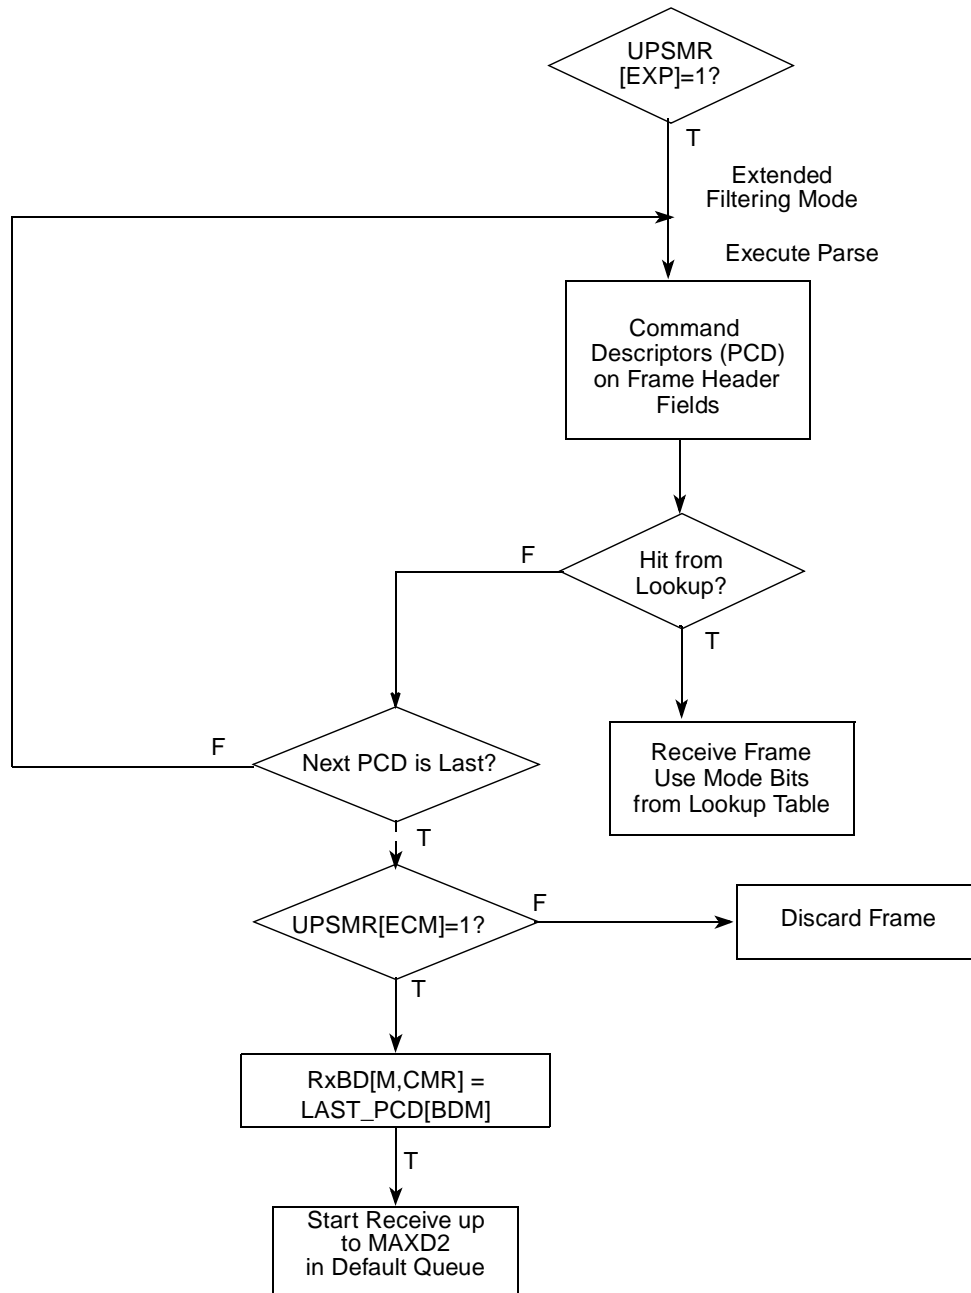 UPSMR
[EXP]=1?
T
Extended
Filtering Mode
Execute Parse
Command
Descriptors (PCD)
on Frame Header
Fields
F
Hit from
Lookup?
T
F
Next PCD is Last?
Receive Frame
Use Mode Bits
from Lookup Table
T
UPSMR[ECM]=1?
F
Discard Frame
T
RxBD[M,CMR] =
LAST_PCD[BDM]
T
Start Receive up
to MAXD2
in Default Queue